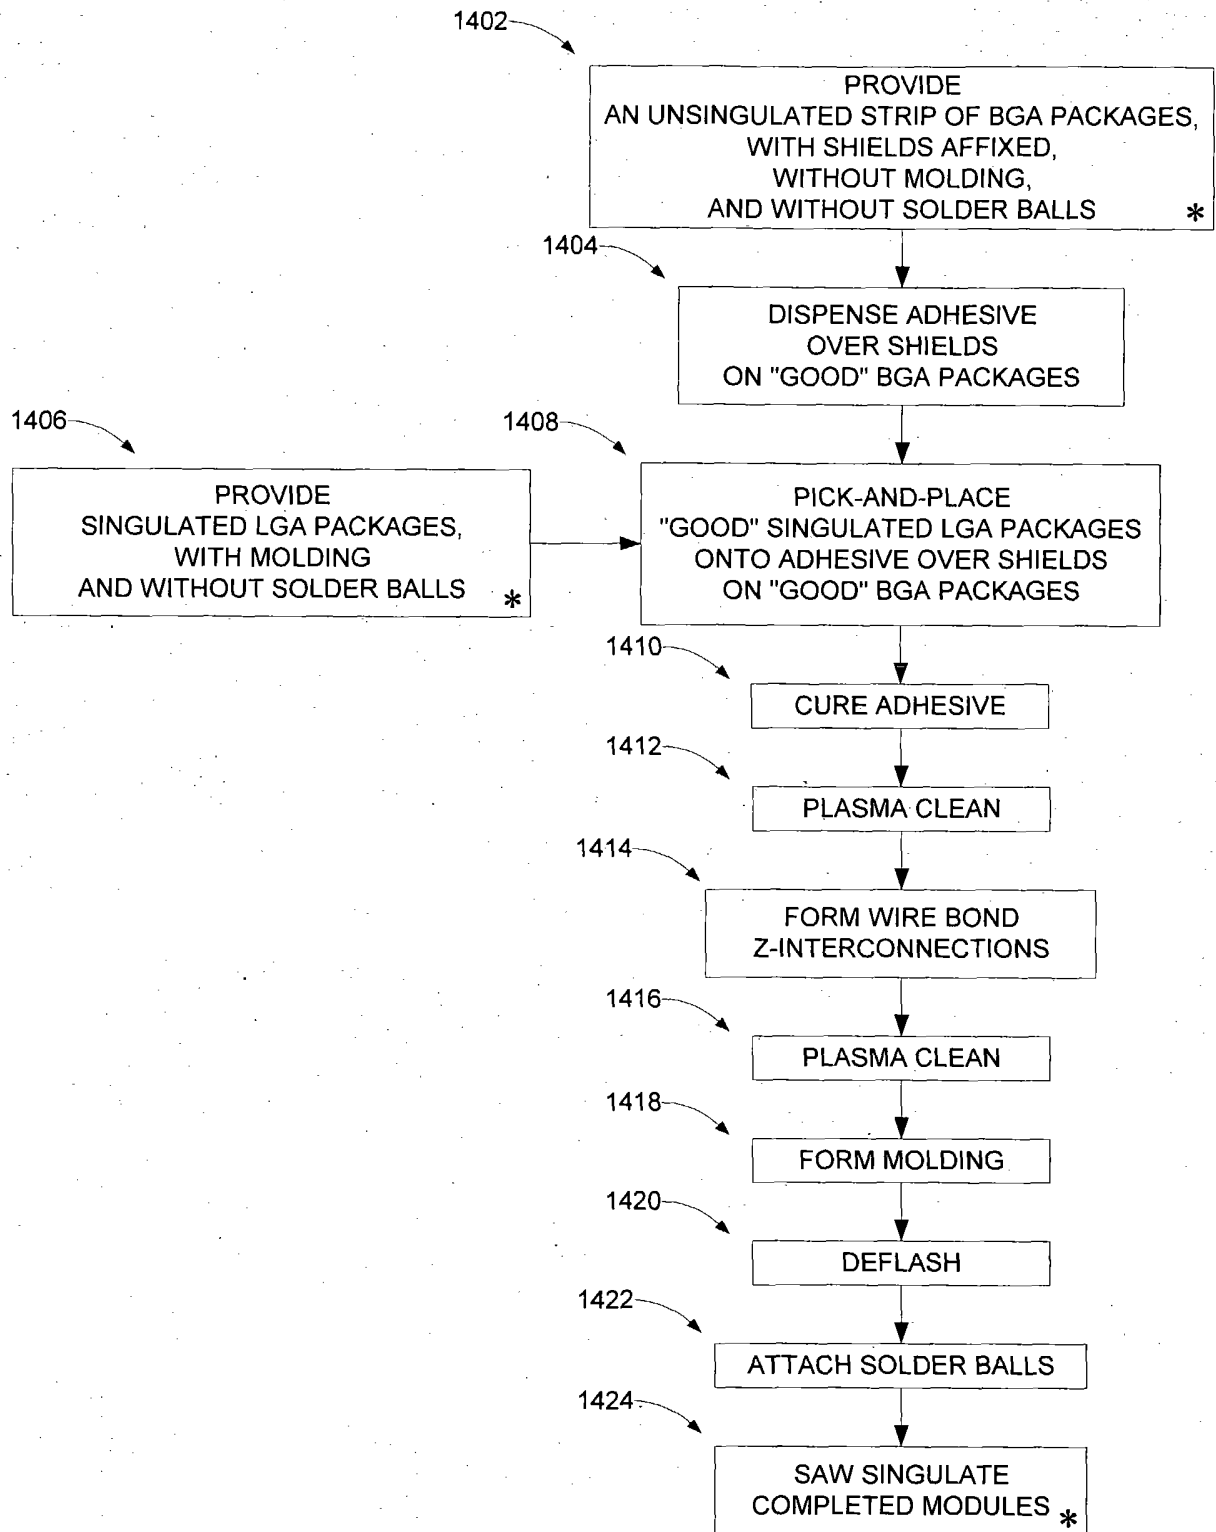 1402
PROVIDE
AN UNSINGULATED STRIP OF BGA PACKAGES,
WITH SHIELDS AFFIXED,
WITHOUT MOLDING,
AND WITHOUT SOLDER BALLS *
1404
DISPENSE ADHESIVE
OVER SHIELDS
ON "GOOD" BGA PACKAGES
1406
PROVIDE
SINGULATED LGA PACKAGES,
WITH MOLDING
AND WITHOUT SOLDER BALLS *
1408
PICK-AND-PLACE
"GOOD" SINGULATED LGA PACKAGES
ONTO ADHESIVE OVER SHIELDS
ON "GOOD" BGA PACKAGES
1410
CURE ADHESIVE
1412
PLASMA CLEAN
1414
FORM WIRE BOND
Z-INTERCONNECTIONS
1416
PLASMA CLEAN
1418
FORM MOLDING
1420
DEFLASH
1422
ATTACH SOLDER BALLS
1424
SAW SINGULATE
COMPLETED MODULES *